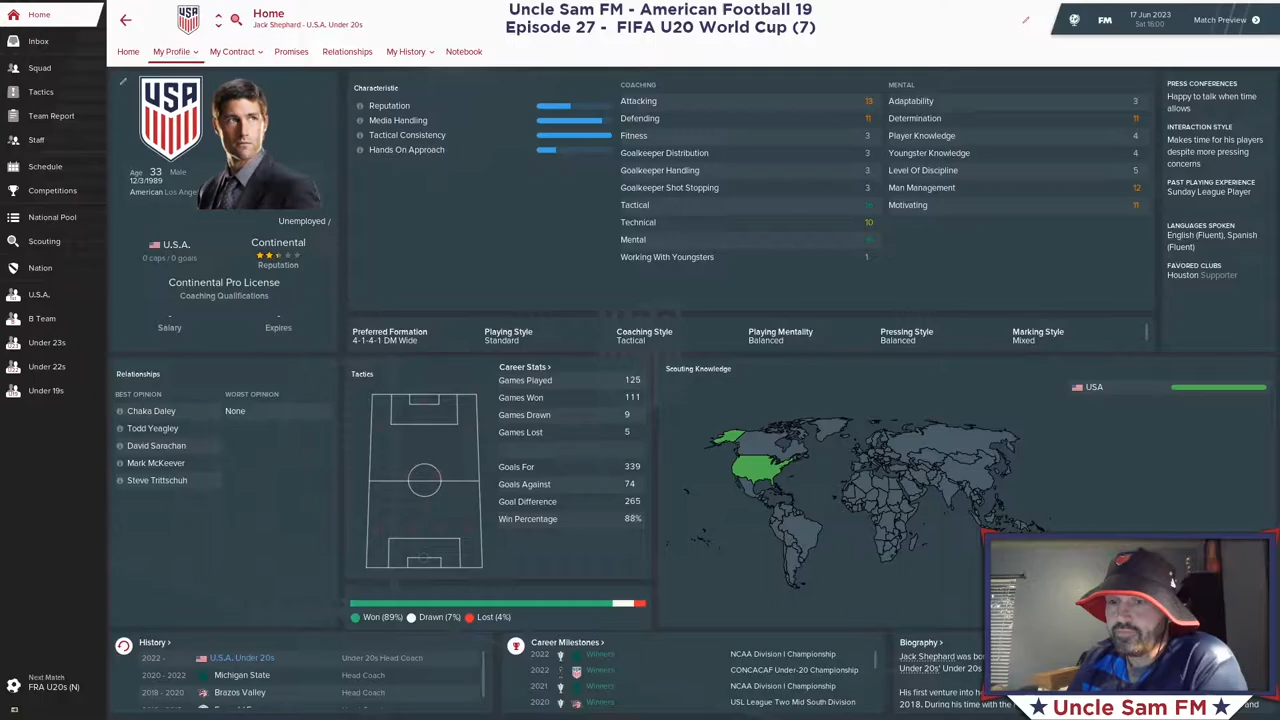 Home
Inbox
Squad
Tactics
Team Report
Staff
Schedule
Competitions
National Pool
Scouting
Nation
U.S.A.
B Team
Under 23s
Under 22s
Under 19s
Next Match
FRA U20s (N)
USA
Home
Jack Shephard - U.S.A. Under 20s
Uncle Sam FM - American Football 19
Episode 27 - FIFA U20 World Cup (7)
FM
17 Jun 2023
Sat 16:00
Match Preview
Home My Profile My Contract Promises Relationships My History Notebook
USA
Age 33 Male
12/3/1989
American
Unemployed /
U.S.A.
0 caps / 0 goals
Continental
Reputation
Continental Pro License
Coaching Qualifications
-
Salary
-
Expires
Characteristic
Reputation
Media Handling
Tactical Consistency
Hands On Approach
COACHING
Attacking 13
Defending 11
Fitness 3
Goalkeeper Distribution 3
Goalkeeper Handling 3
Goalkeeper Shot Stopping 3
Tactical
Technical 10
Mental
Working With Youngsters 1
MENTAL
Adaptability 3
Determination 11
Player Knowledge 4
Youngster Knowledge 4
Level Of Discipline 5
Man Management 12
Motivating 11
PRESS CONFERENCES
Happy to talk when time
allows
INTERACTION STYLE
Makes time for his players
despite more pressing
concerns
PAST PLAYING EXPERIENCE
Sunday League Player
LANGUAGES SPOKEN
English (Fluent), Spanish
(Fluent)
FAVORED CLUBS
Houston Supporter
Preferred Formation
4-1-4-1 DM Wide
Playing Style
Standard
Coaching Style
Tactical
Playing Mentality
Balanced
Pressing Style
Balanced
Marking Style
Mixed
Relationships
BEST OPINION
Chaka Daley
Todd Yeagley
David Sarachan
Mark McKeever
Steve Trittschuh
WORST OPINION
None
Tactics
Career Stats >
Games Played 125
Games Won 111
Games Drawn 9
Games Lost 5
Goals For 339
Goals Against 74
Goal Difference 265
Win Percentage 88%
Won (89%) Drawn (7%) Lost (4%)
Scouting Knowledge
USA
History >
2022 - U.S.A. Under 20s Under 20s Head Coach
2020 - 2022 Michigan State Head Coach
2018 - 2020 Brazos Valley Head Coach
Career Milestones >
2022 Winners NCAA Division I Championship
2022 Winners CONCACAF Under-20 Championship
2021 Winners NCAA Division I Championship
2020 Winners USL League Two Mid South Division
Biography >
Jack Shephard was
Under 20s' Under 20s
His first venture into
2018. During his time with the
Uncle Sam FM